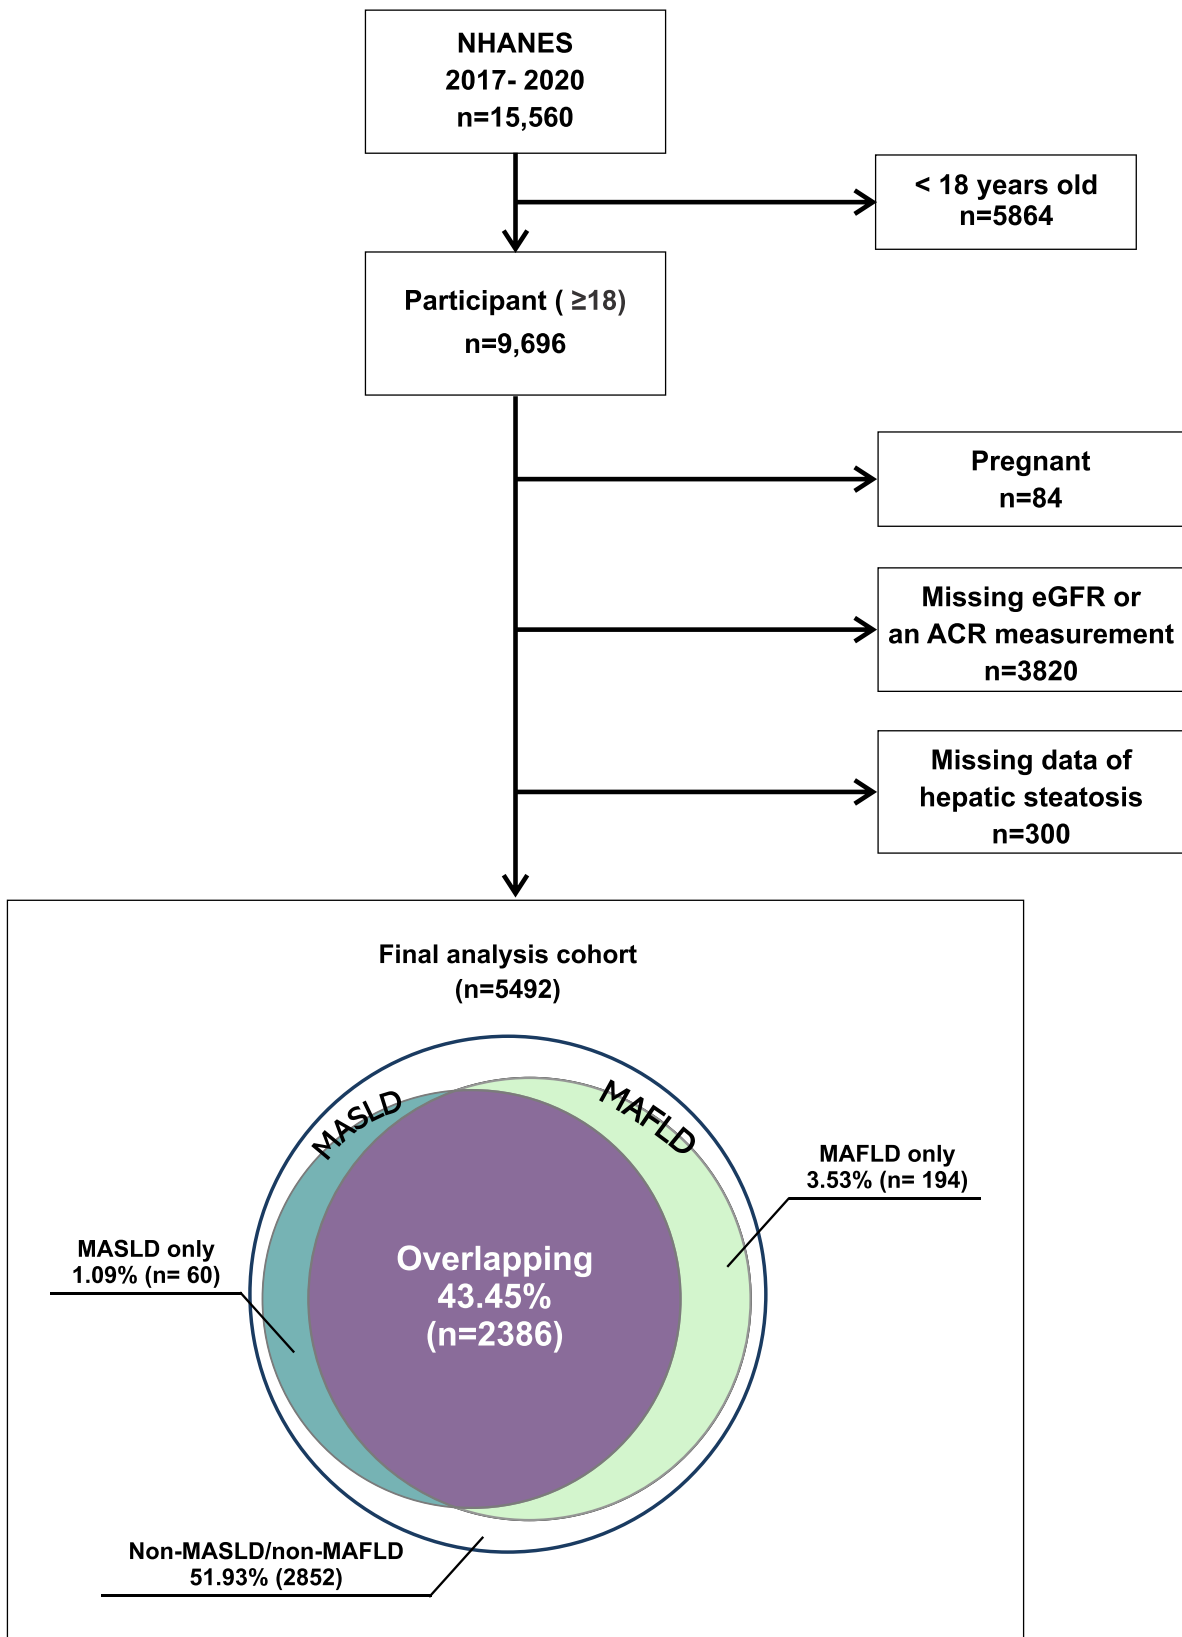 NHANES
2017- 2020
n=15,560
< 18 years old
n=5864
Participant ( ≥18)
n=9,696
Pregnant
n=84
Missing eGFR or
an ACR measurement
n=3820
Missing data of
hepatic steatosis
n=300
Final analysis cohort
(n=5492)
MASLD
MAFLD
MAFLD only
3.53% (n= 194)
MASLD only
1.09% (n= 60)
Overlapping
43.45%
(n=2386)
Non-MASLD/non-MAFLD
51.93% (2852)